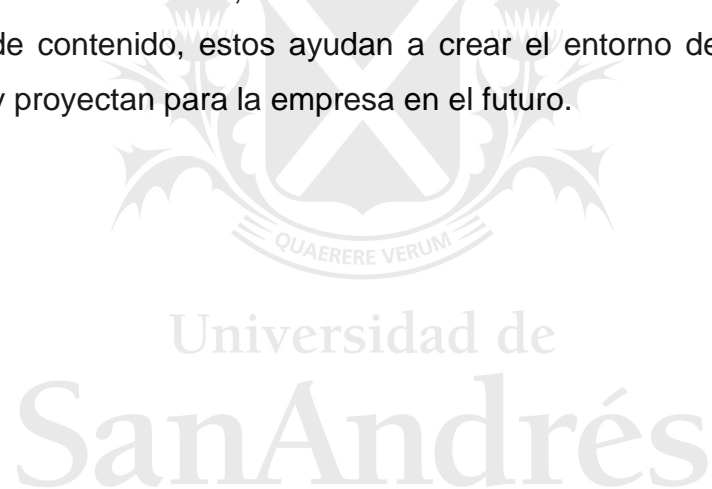 de contenido, estos ayudan a crear el entorno de
y proyectan para la empresa en el futuro.
QUAERERE VERUM
Universidad de
SanAndrés